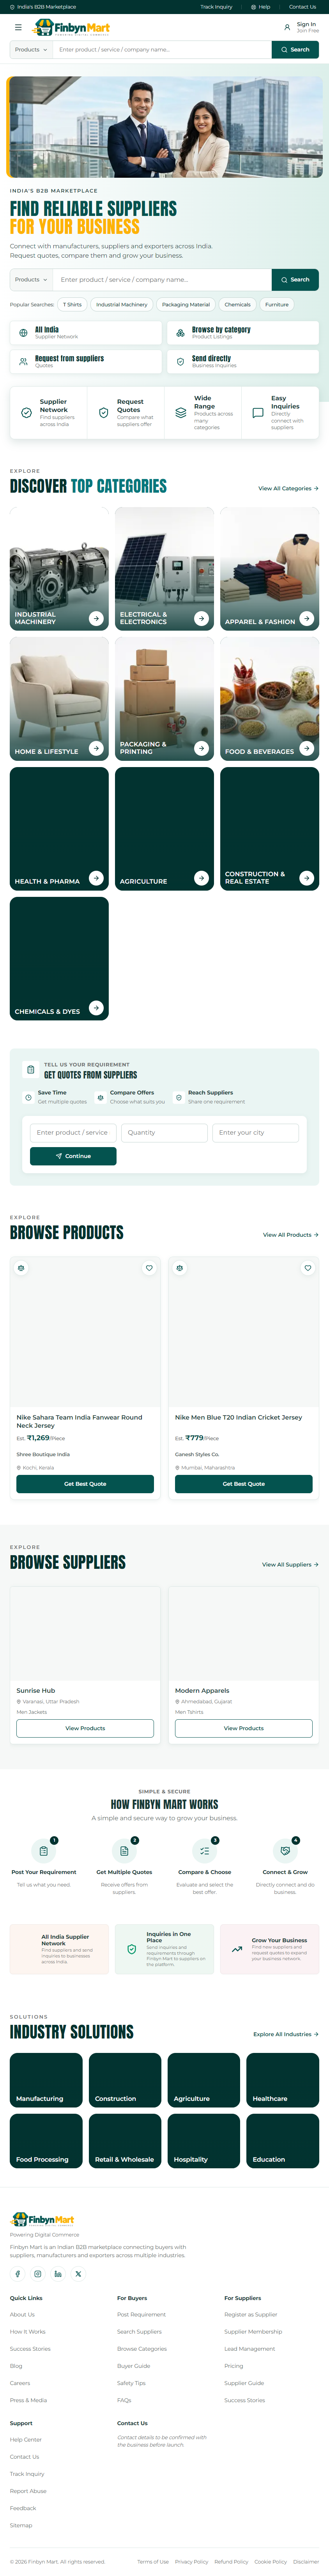 India's B2B Marketplace
Track Inquiry
Help
Contact Us
Finbyn Mart
Sign In
Join Free
Products
Enter product / service / company name...
Search
INDIA'S B2B MARKETPLACE
FIND RELIABLE SUPPLIERS
FOR YOUR BUSINESS
Connect with manufacturers, suppliers and exporters across India.
Request quotes, compare them and grow your business.
Products
Enter product / service / company name...
Search
Popular Searches:
T Shirts
Industrial Machinery
Packaging Material
Chemicals
Furniture
All India
Supplier Network
Browse by category
Product Listings
Request from suppliers
Quotes
Send directly
Business Inquiries
Supplier
Network
Find suppliers
across India
Request
Quotes
Compare what
suppliers offer
Wide
Range
Products across
many
categories
Easy
Inquiries
Directly
connect with
suppliers
EXPLORE
DISCOVER TOP CATEGORIES
View All Categories
INDUSTRIAL
MACHINERY
ELECTRICAL &
ELECTRONICS
APPAREL & FASHION
HOME & LIFESTYLE
PACKAGING &
PRINTING
FOOD & BEVERAGES
HEALTH & PHARMA
AGRICULTURE
CONSTRUCTION &
REAL ESTATE
CHEMICALS & DYES
TELL US YOUR REQUIREMENT
GET QUOTES FROM SUPPLIERS
Save Time
Get multiple quotes
Compare Offers
Choose what suits you
Reach Suppliers
Share one requirement
Enter product / service
Quantity
Enter your city
Continue
EXPLORE
BROWSE PRODUCTS
View All Products
Nike Sahara Team India Fanwear Round
Neck Jersey
Est. ₹1,269/Piece
Shree Boutique India
Kochi, Kerala
Get Best Quote
Nike Men Blue T20 Indian Cricket Jersey
Est. ₹779/Piece
Ganesh Styles Co.
Mumbai, Maharashtra
Get Best Quote
EXPLORE
BROWSE SUPPLIERS
View All Suppliers
Sunrise Hub
Varanasi, Uttar Pradesh
Men Jackets
View Products
Modern Apparels
Ahmedabad, Gujarat
Men Tshirts
View Products
SIMPLE & SECURE
HOW FINBYN MART WORKS
A simple and secure way to grow your business.
1
Post Your Requirement
Tell us what you need.
2
Get Multiple Quotes
Receive offers from
suppliers.
3
Compare & Choose
Evaluate and select the
best offer.
4
Connect & Grow
Directly connect and do
business.
All India Supplier
Network
Find suppliers and send
inquiries to businesses
across India
Inquiries in One
Place
Send inquiries and
requirements through
Finbyn Mart to suppliers on
the platform
Grow Your Business
Find new suppliers and
request quotes to expand
your business network.
SOLUTIONS
INDUSTRY SOLUTIONS
Explore All Industries
Manufacturing
Construction
Agriculture
Healthcare
Food Processing
Retail & Wholesale
Hospitality
Education
Finbyn Mart
Powering Digital Commerce
Finbyn Mart is an Indian B2B marketplace connecting buyers with
suppliers, manufacturers and exporters across multiple industries.
Quick Links
About Us
How It Works
Success Stories
Blog
Careers
Press & Media
For Buyers
Post Requirement
Search Suppliers
Browse Categories
Buyer Guide
Safety Tips
FAQs
For Suppliers
Register as Supplier
Supplier Membership
Lead Management
Pricing
Supplier Guide
Success Stories
Support
Help Center
Contact Us
Track Inquiry
Report Abuse
Feedback
Sitemap
Contact Us
Contact details to be confirmed with
the business before launch.
© 2026 Finbyn Mart. All rights reserved.
Terms of Use
Privacy Policy
Refund Policy
Cookie Policy
Disclaimer